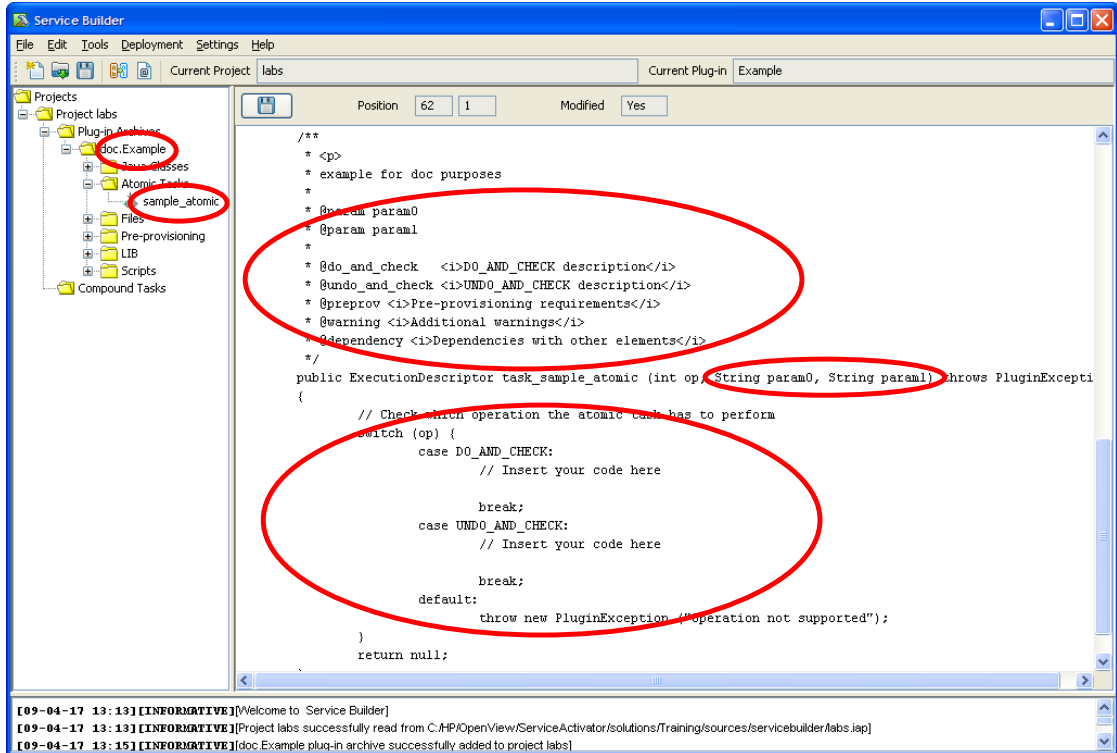 Service Builder
File Edit Tools Deployment Settings Help
Current Project labs Current Plug-in Example
Projects
Project labs
Plug-in Archives
doc.Example
Java Classes
Atomic Tasks
sample_atomic
Files
Pre-provisioning
LIB
Scripts
Compound Tasks
Position 62 1 Modified Yes
/**
* <p>
* example for doc purposes
*
* @param param0
* @param param1
*
* @do_and_check <i>DO_AND_CHECK description</i>
* @undo_and_check <i>UNDO_AND_CHECK description</i>
* @preprov <i>Pre-provisioning requirements</i>
* @warning <i>Additional warnings</i>
* @dependency <i>Dependencies with other elements</i>
*/
public ExecutionDescriptor task_sample_atomic (int op, String param0, String param1) throws PluginExcepti
{
// Check which operation the atomic task has to perform
switch (op) {
case DO_AND_CHECK:
// Insert your code here
break;
case UNDO_AND_CHECK:
// Insert your code here
break;
default:
throw new PluginException ("Operation not supported");
}
return null;
[09-04-17 13:13][INFORMATIVE][Welcome to Service Builder]
[09-04-17 13:13][INFORMATIVE][Project labs successfully read from C:/HP/OpenView/ServiceActivator/solutions/Training/sources/servicebuilder/labs.iap]
[09-04-17 13:15][INFORMATIVE][doc.Example plug-in archive successfully added to project labs]